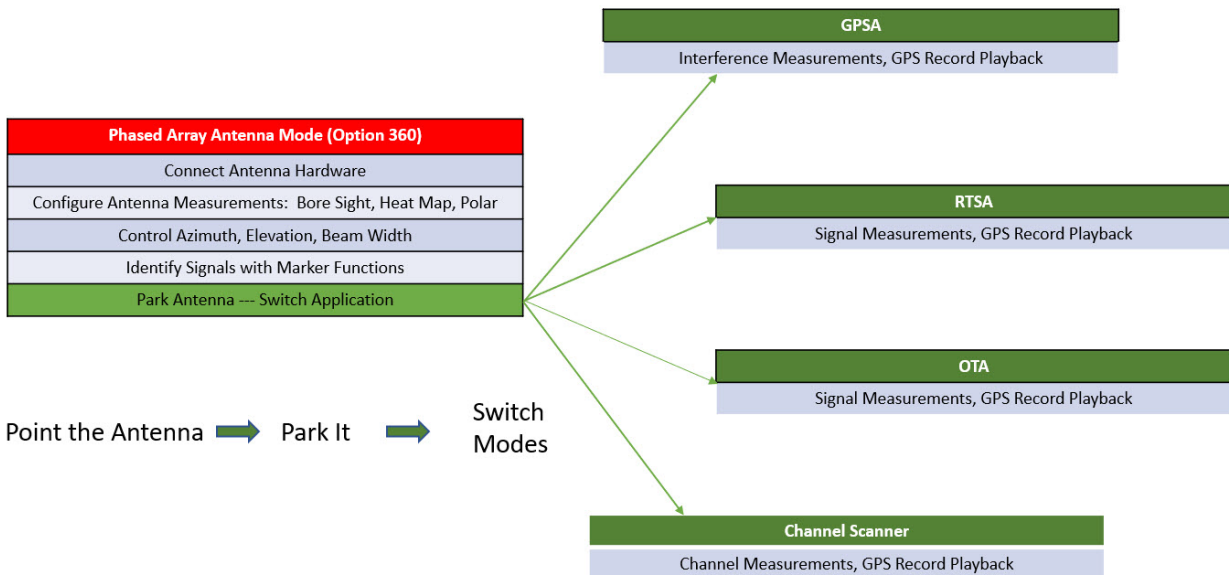 GPSA
Interference Measurements, GPS Record Playback
Phased Array Antenna Mode (Option 360)
Connect Antenna Hardware
Configure Antenna Measurements: Bore Sight, Heat Map, Polar
Control Azimuth, Elevation, Beam Width
Identify Signals with Marker Functions
Park Antenna --- Switch Application
RTSA
Signal Measurements, GPS Record Playback
OTA
Signal Measurements, GPS Record Playback
Point the Antenna
Park It
Switch
Modes
Channel Scanner
Channel Measurements, GPS Record Playback